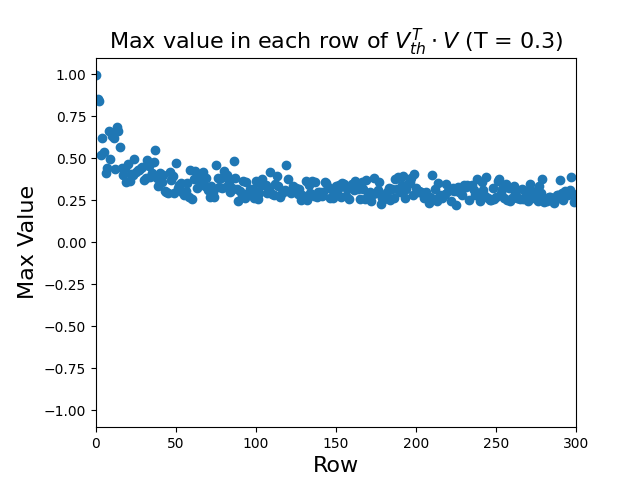 Max value in each row of $V_{th}^T \cdot V$ (T = 0.3)
Max Value
1.00
0.75
0.50
0.25
0.00
−0.25
−0.50
−0.75
−1.00
0 50 100 150 200 250 300
Row